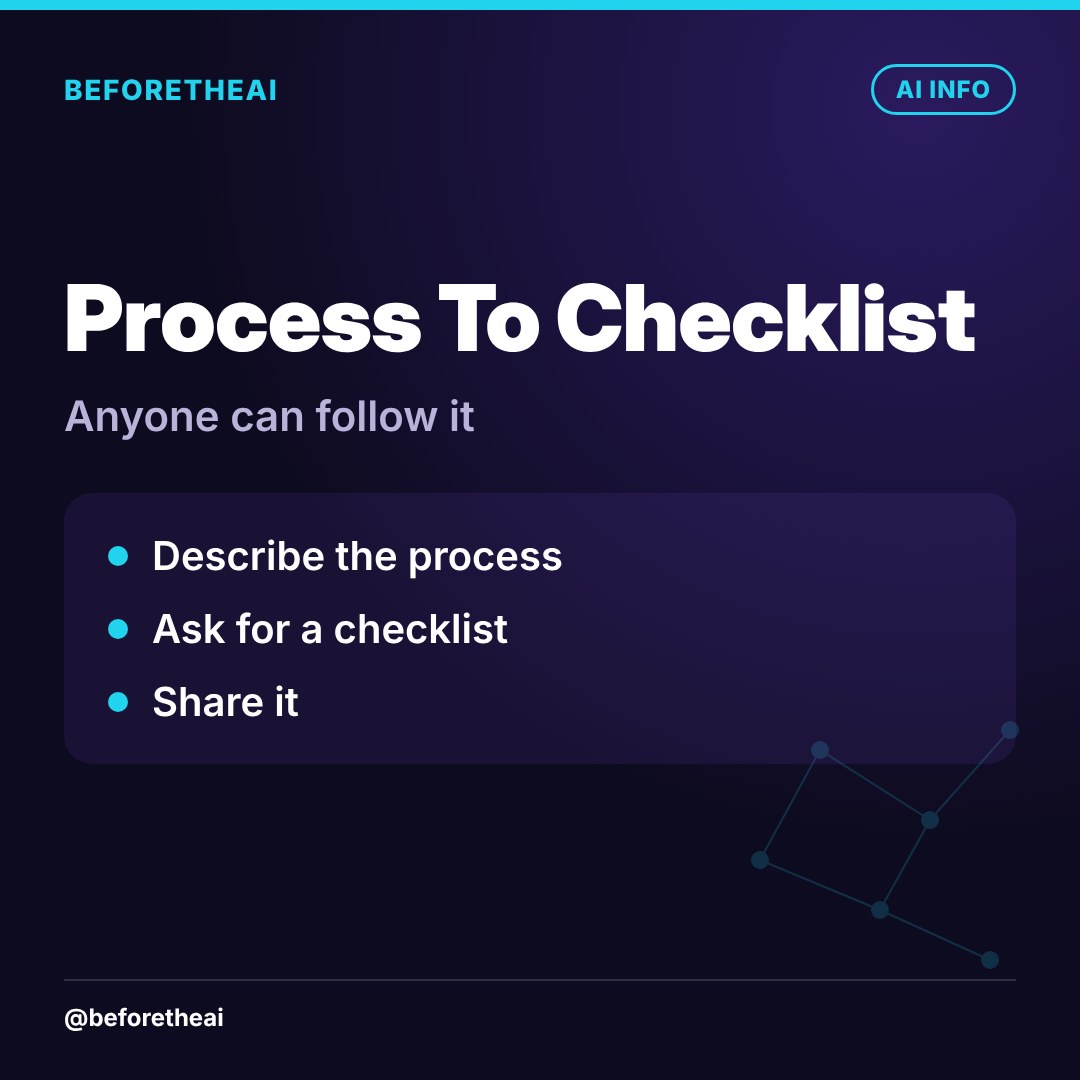 BEFORETHEAI
AI INFO
Process To Checklist
Anyone can follow it
Describe the process
Ask for a checklist
Share it
@beforetheai